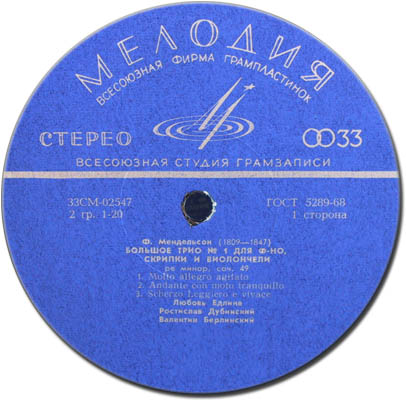 МЕЛОДИЯ
ВСЕСОЮЗНАЯ ФИРМА ГРАМПЛАСТИНОК
СТЕРЕО
33
ВСЕСОЮЗНАЯ СТУДИЯ ГРАМЗАПИСИ
33СМ-02547 ГОСТ 5289-68
2 гр. 1-20 1 сторона
Ф. Мендельсон (1809—1847)
БОЛЬШОЕ ТРИО № 1 ДЛЯ Ф-НО,
СКРИПКИ И ВИОЛОНЧЕЛИ
ре минор, соч. 49
1. Molto allegro agitato
2. Andante con moto tranquillo
3. Scherzo Leggiero e vivace
Любовь Едлина
Ростислав Дубинский
Валентин Берлинский